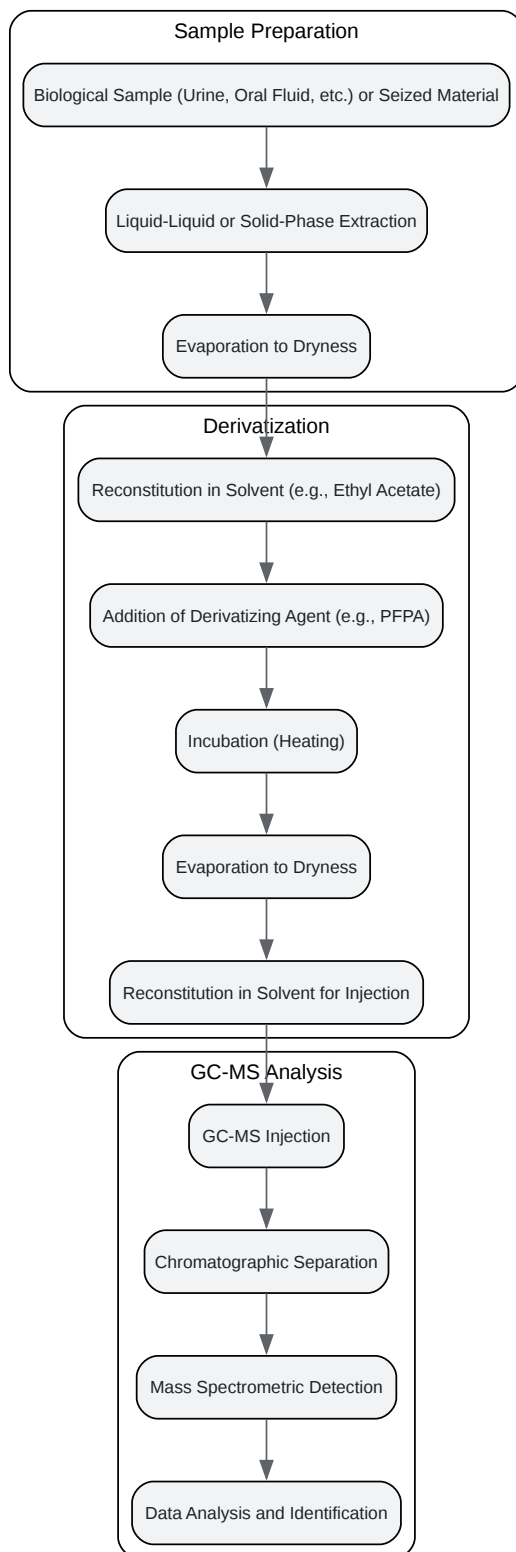 Sample Preparation
Biological Sample (Urine, Oral Fluid, etc.) or Seized Material
Liquid-Liquid or Solid-Phase Extraction
Evaporation to Dryness
Derivatization
Reconstitution in Solvent (e.g., Ethyl Acetate)
Addition of Derivatizing Agent (e.g., PFPA)
Incubation (Heating)
Evaporation to Dryness
Reconstitution in Solvent for Injection
GC-MS Analysis
GC-MS Injection
Chromatographic Separation
Mass Spectrometric Detection
Data Analysis and Identification